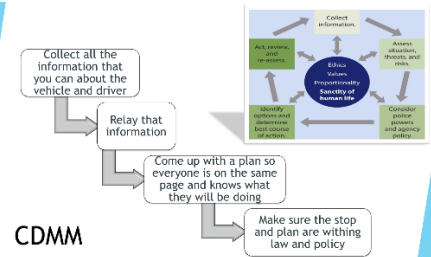 Collect all the
information that
you can about the
vehicle and driver
Relay that
information
Come up with a plan so
everyone is on the same
page and knows what
they will be doing
Make sure the stop
and plan are withing
law and policy
CDMM
Collect
information.
Assess
situation,
threats, and
risks.
Consider
police
powers and
agency
policy.
Identify
options and
determine
best course
of action.
Act, review,
and
re-assess.
Ethics
Values
Proportionality
Sanctity of
human life